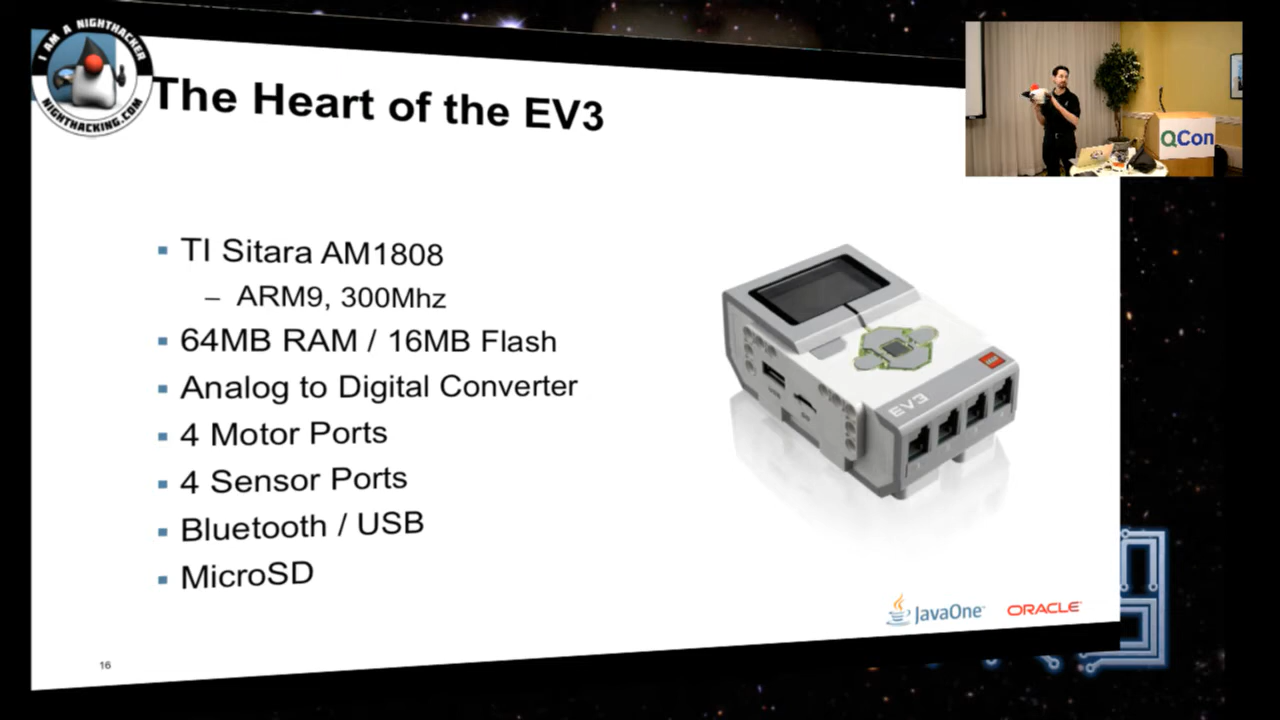 I AM A NIGHTHACKER
NIGHTHACKING.COM
The Heart of the EV3
QCon
TI Sitara AM1808
– ARM9, 300Mhz
64MB RAM / 16MB Flash
Analog to Digital Converter
4 Motor Ports
4 Sensor Ports
Bluetooth / USB
MicroSD
EV3
JavaOne
ORACLE
16